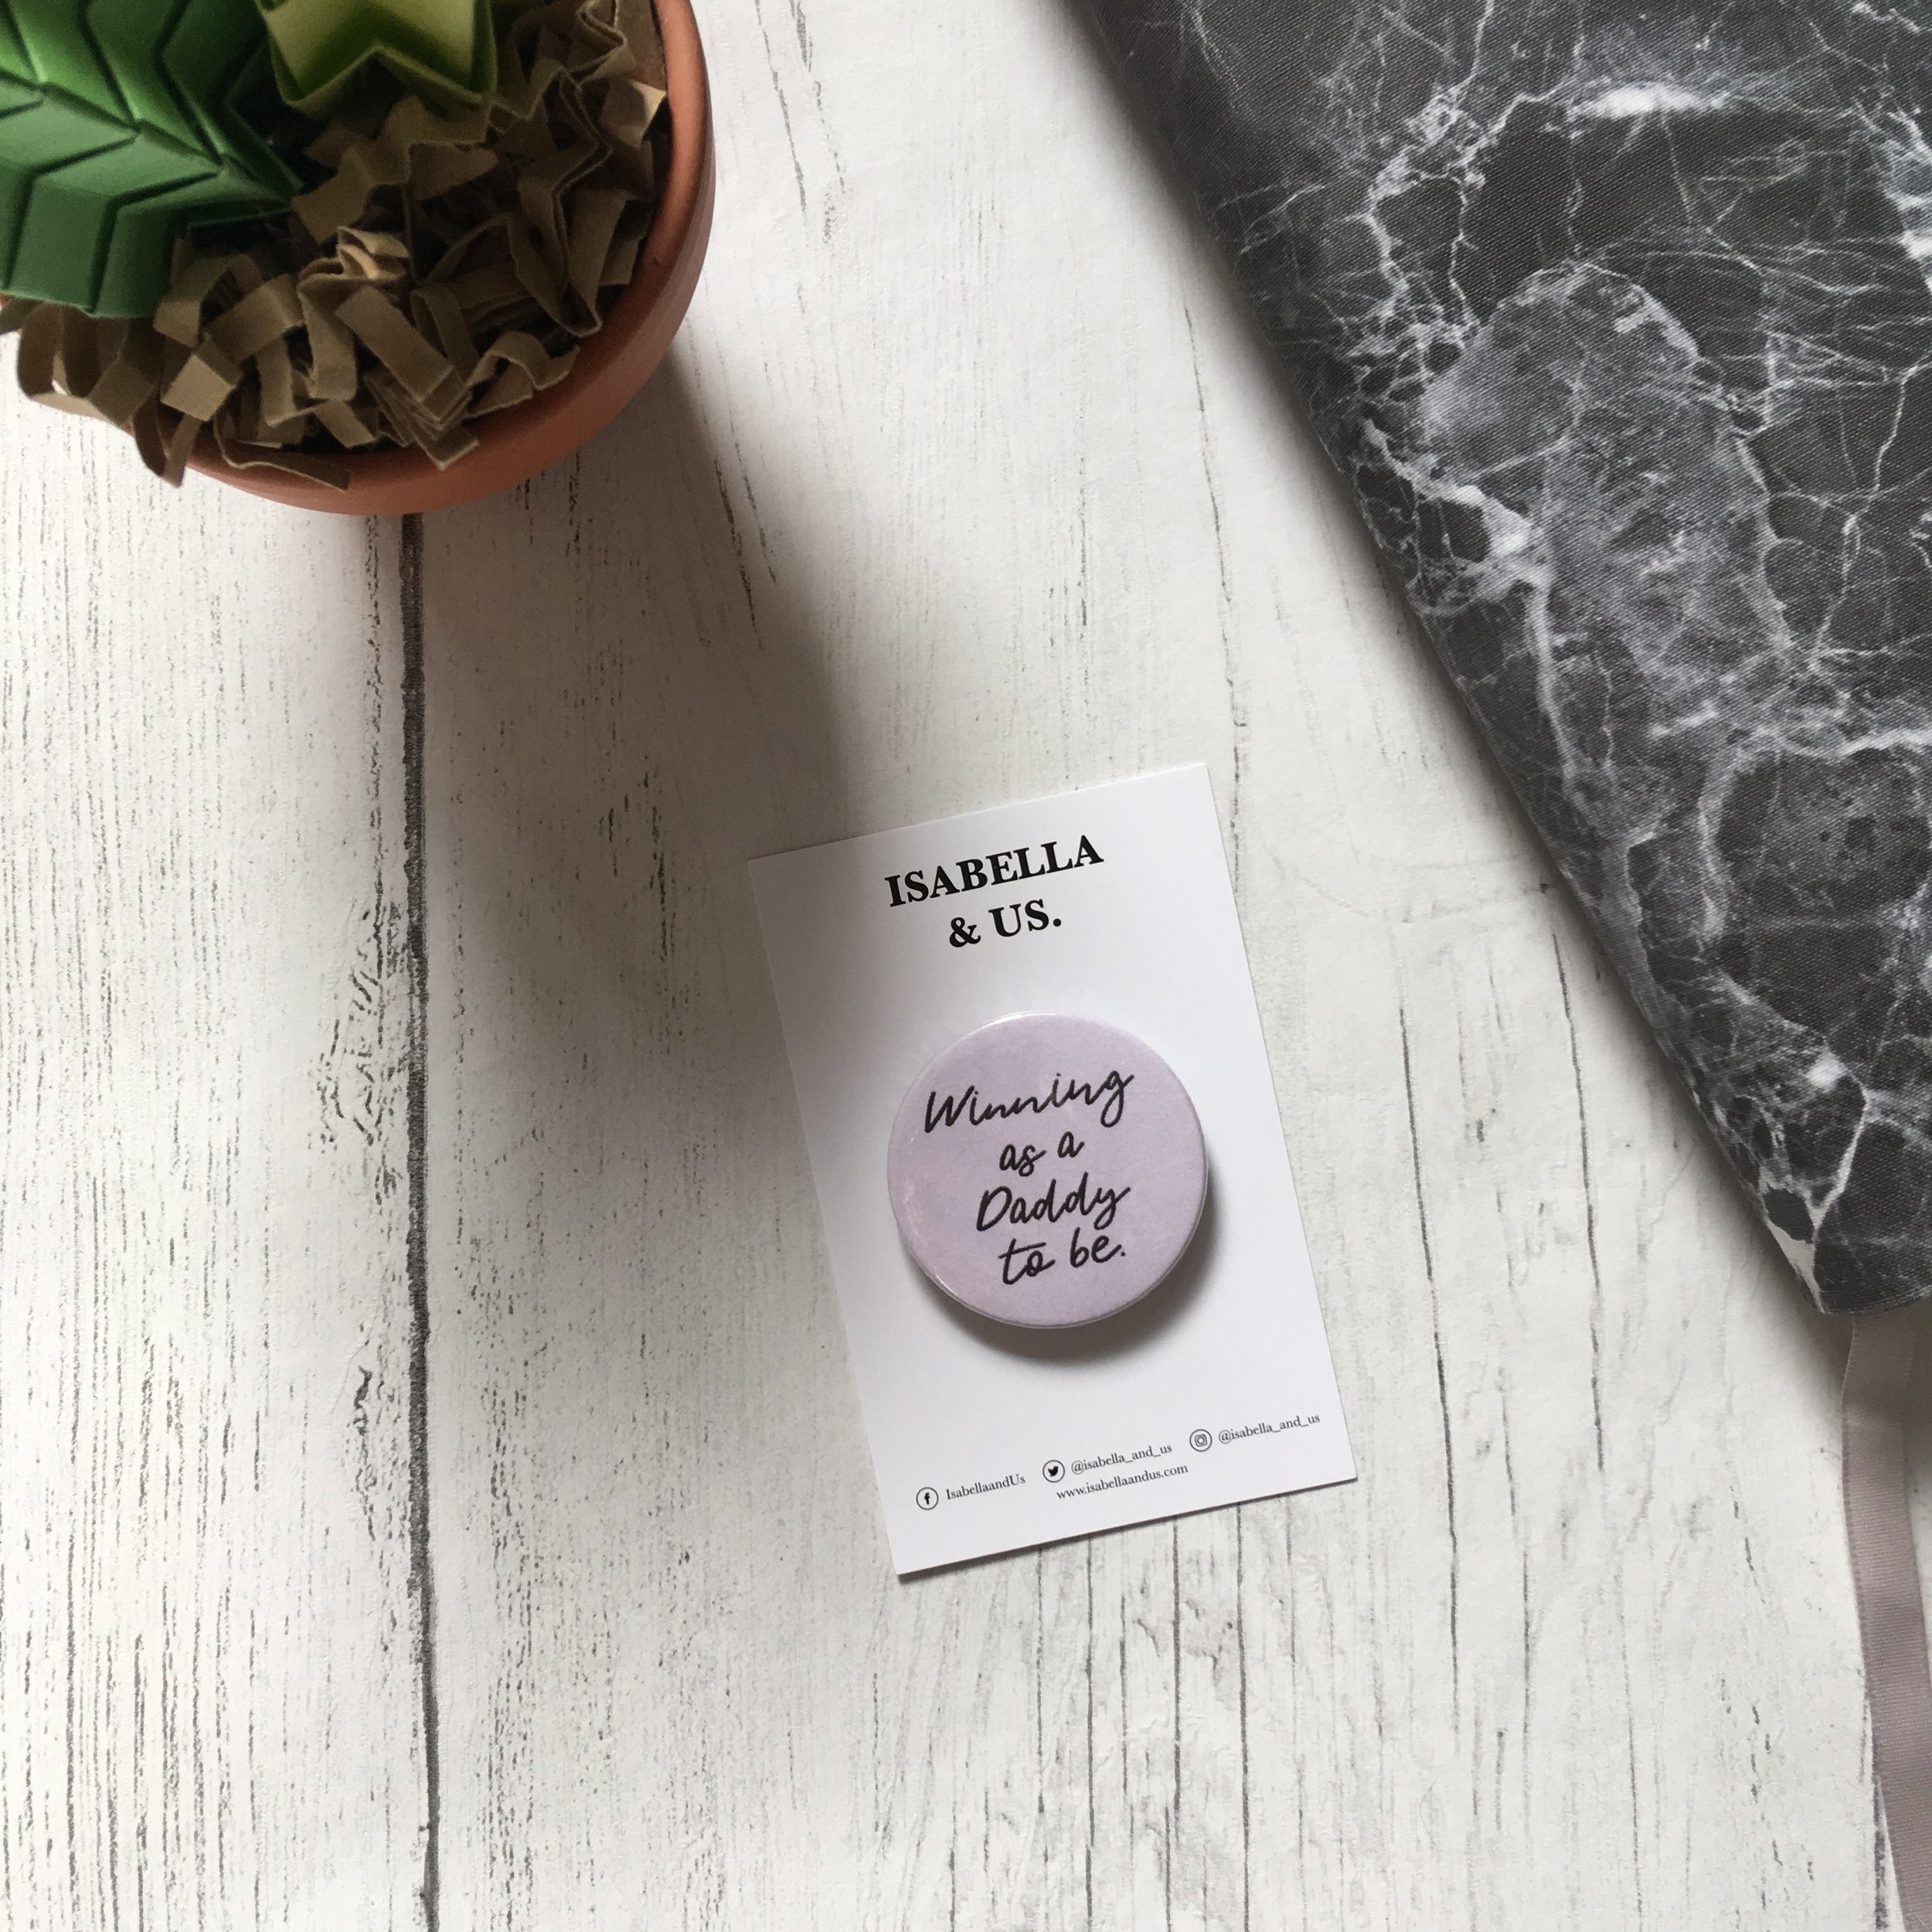 ISABELLA
& US.
Winning
as a
Daddy
to be.
IsabellaandUs @isabella_and_us @isabella_and_us
www.isabellaandus.com